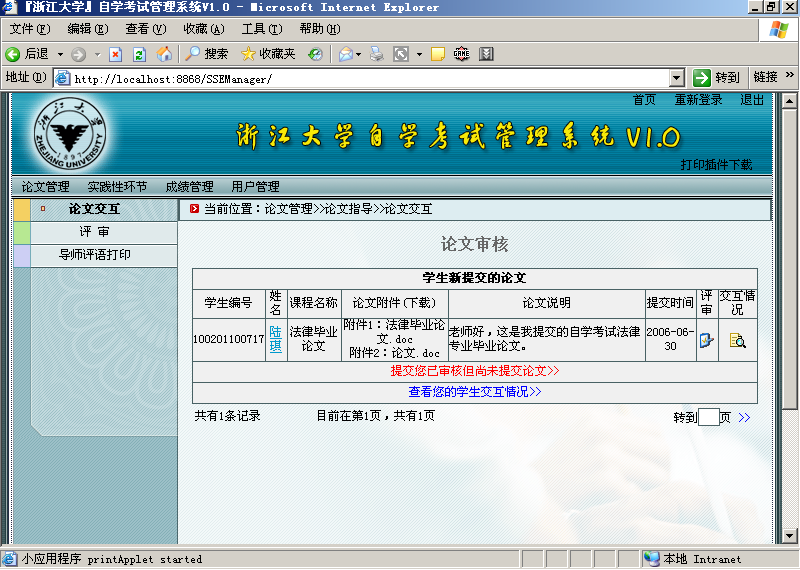 『浙江大学』自学考试管理系统V1.0 - Microsoft Internet Explorer
文件(F) 编辑(E) 查看(V) 收藏(A) 工具(T) 帮助(H)
后退 搜索 收藏夹
地址(D) http://localhost:8868/SSEManager/ 转到 链接 »
首页 重新登录 退出
浙江大学
浙江大学自学考试管理系统 V1.0
1897
ZHEJIANG UNIVERSITY
打印插件下载
论文管理 实践性环节 成绩管理 用户管理
论文交互
评 审
导师评语打印
当前位置：论文管理>>论文指导>>论文交互
论文审核
学生新提交的论文
学生编号 姓名 课程名称 论文附件(下载) 论文说明 提交时间 评审 交互情况
100201100717 陆琪 法律毕业论文 附件1：法律毕业论文.doc 附件2：论文.doc 老师好，这是我提交的自学考试法律专业毕业论文。 2006-06-30
提交您已审核但尚未提交论文>>
查看您的学生交互情况>>
共有1条记录 目前在第1页，共有1页 转到 页 >>
小应用程序 printApplet started 本地 Intranet